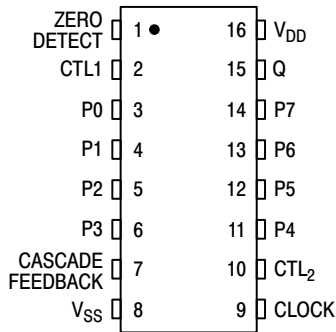 ZERO DETECT 1 16 VDD
CTL1 2 15 Q
P0 3 14 P7
P1 4 13 P6
P2 5 12 P5
P3 6 11 P4
CASCADE FEEDBACK 7 10 CTL2
VSS 8 9 CLOCK